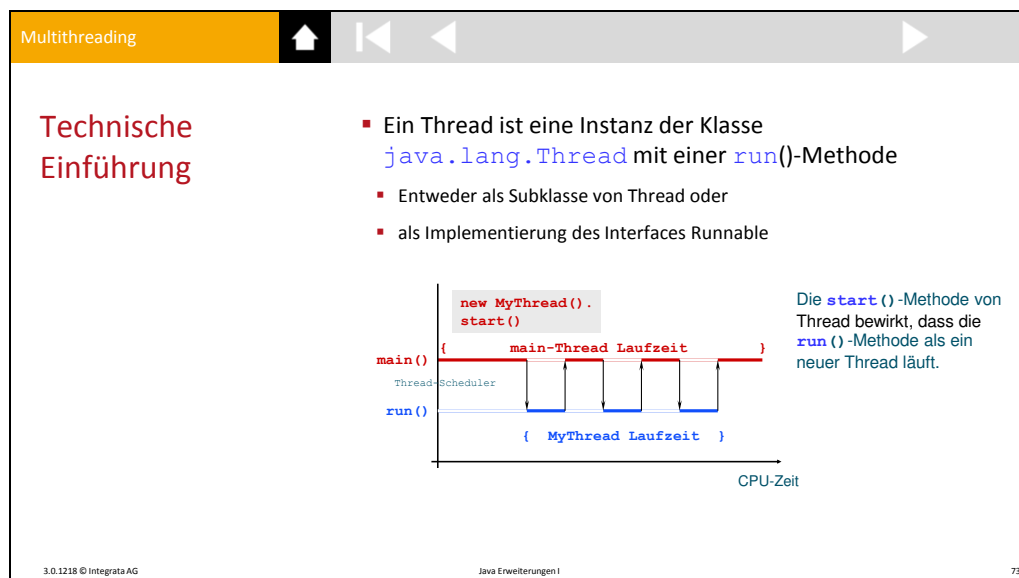 Multithreading
Technische
Einführung
▪ Ein Thread ist eine Instanz der Klasse
java.lang.Thread mit einer run()-Methode
▪ Entweder als Subklasse von Thread oder
▪ als Implementierung des Interfaces Runnable
new MyThread().
start()
{ main-Thread Laufzeit }
main()
Thread-Scheduler
run()
{ MyThread Laufzeit }
CPU-Zeit
Die start()-Methode von
Thread bewirkt, dass die
run()-Methode als ein
neuer Thread läuft.
3.0.1218 © Integrata AG
Java Erweiterungen I
73